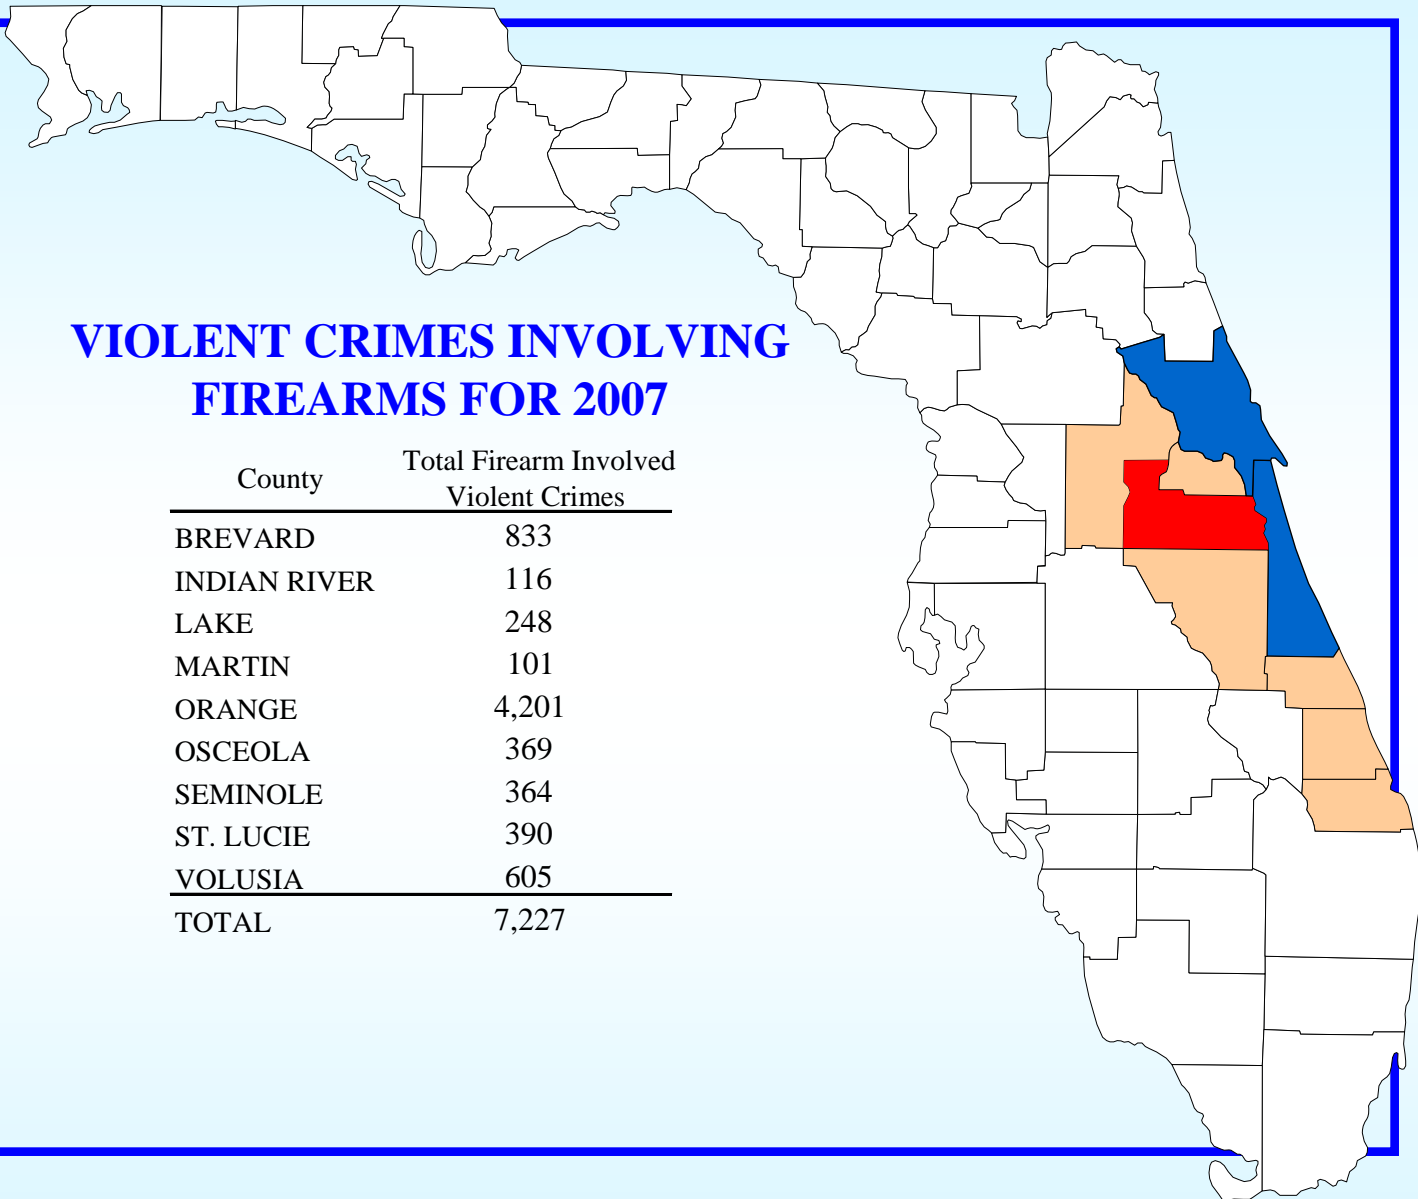 VIOLENT CRIMES INVOLVING
FIREARMS FOR 2007
County Total Firearm Involved
Violent Crimes
BREVARD 833
INDIAN RIVER 116
LAKE 248
MARTIN 101
ORANGE 4,201
OSCEOLA 369
SEMINOLE 364
ST. LUCIE 390
VOLUSIA 605
TOTAL 7,227